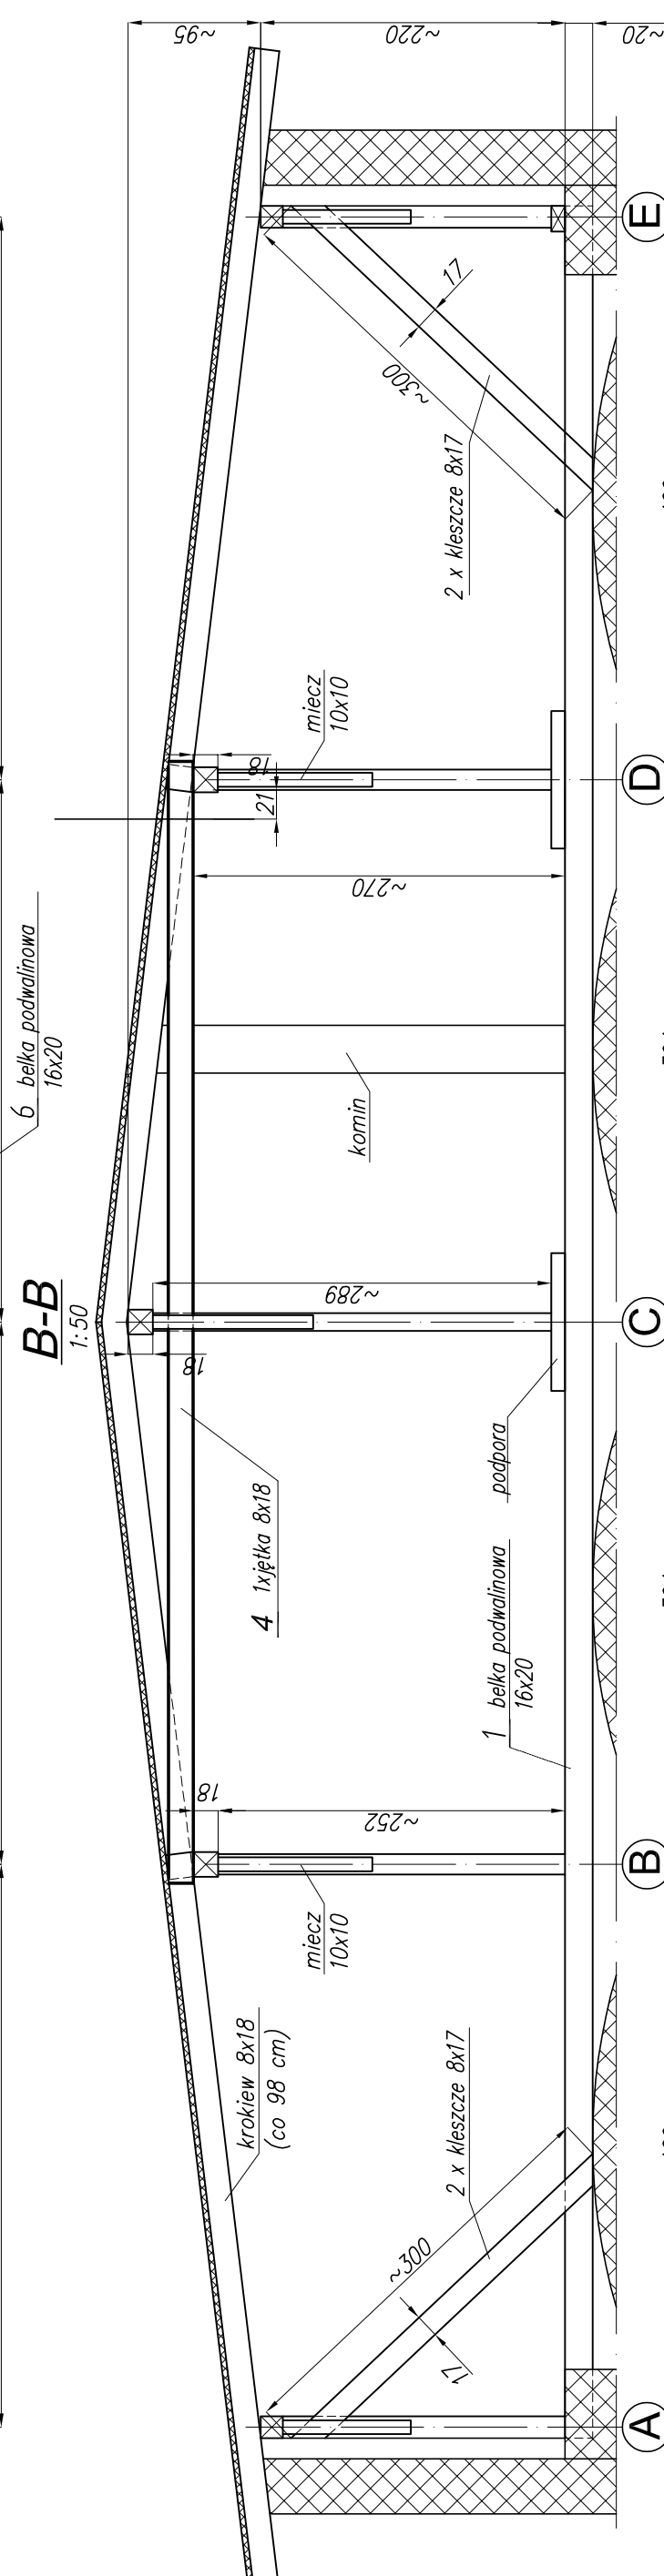 B-B
1:50
6 belka podwalinowa
16x20
~95
~220
~20
18
~252
miecz
10x10
krokiew 8x18
(co 98 cm)
2 x kleszcze 8x17
~300
17
4 1xjętka 8x18
1 belka podwalinowa
16x20
podpora
18
~289
komin
~270
21
18
miecz
10x10
2 x kleszcze 8x17
~300
17
A
B
C
D
E